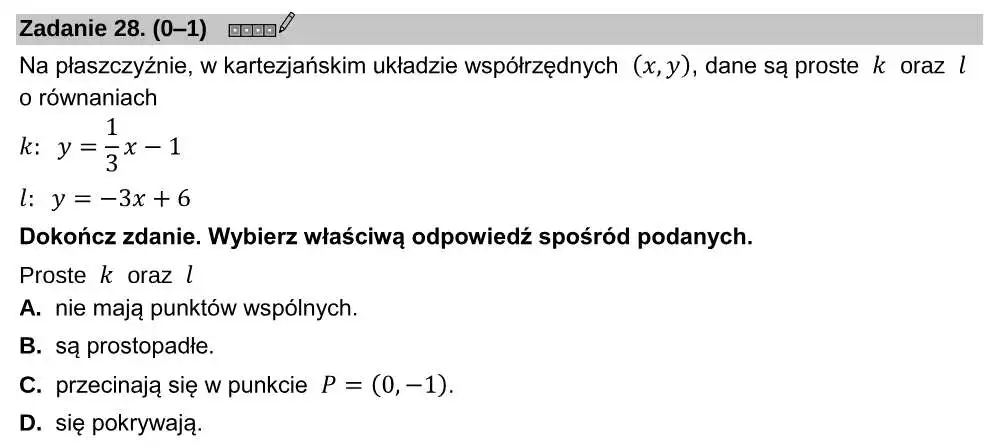 Zadanie 28. (0–1)
Na płaszczyźnie, w kartezjańskim układzie współrzędnych (x, y), dane są proste k oraz l
o równaniach
k: y = 1/3 x − 1
l: y = −3x + 6
Dokończ zdanie. Wybierz właściwą odpowiedź spośród podanych.
Proste k oraz l
A. nie mają punktów wspólnych.
B. są prostopadłe.
C. przecinają się w punkcie P = (0, −1).
D. się pokrywają.